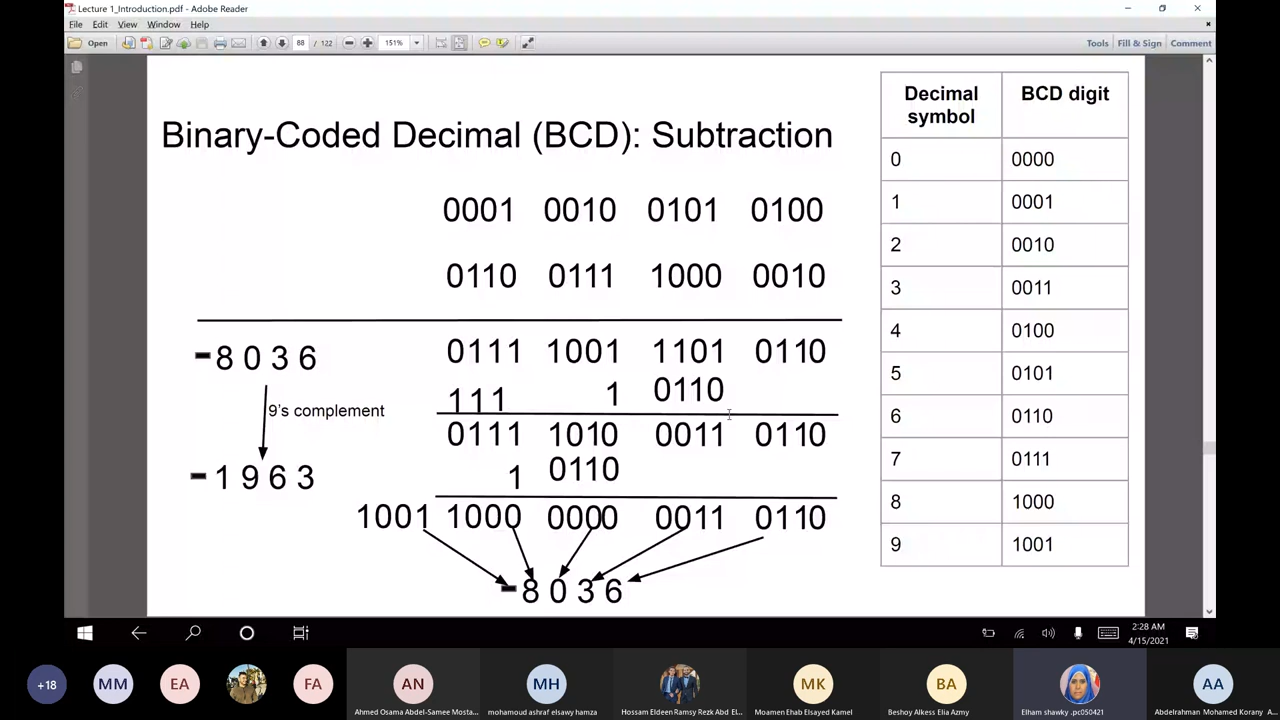 Lecture 1_Introduction.pdf - Adobe Reader
File Edit View Window Help
Open 88 / 122 151% Tools Fill & Sign Comment
Binary-Coded Decimal (BCD): Subtraction
0001 0010 0101 0100
0110 0111 1000 0010
-8 0 3 6
0111 1001 1101 0110
111 1 0110
9's complement
0111 1010 0011 0110
1 0110
-1 9 6 3
1001 1000 0000 0011 0110
-8 0 3 6
Decimal symbol BCD digit
0 0000
1 0001
2 0010
3 0011
4 0100
5 0101
6 0110
7 0111
8 1000
9 1001
2:28 AM
4/15/2021
+18 MM EA FA AN MH MK BA AA
Ahmed Osama Abdel-Samee Mosta...
mohamoud ashraf elsawy hamza
Hossam Eldeen Ramsy Rezk Abd El...
Moamen Ehab Elsayed Kamel
Beshoy Alkess Elia Azmy
Elham shawky .pc050421
Abdelrahman Mohamed Korany A...